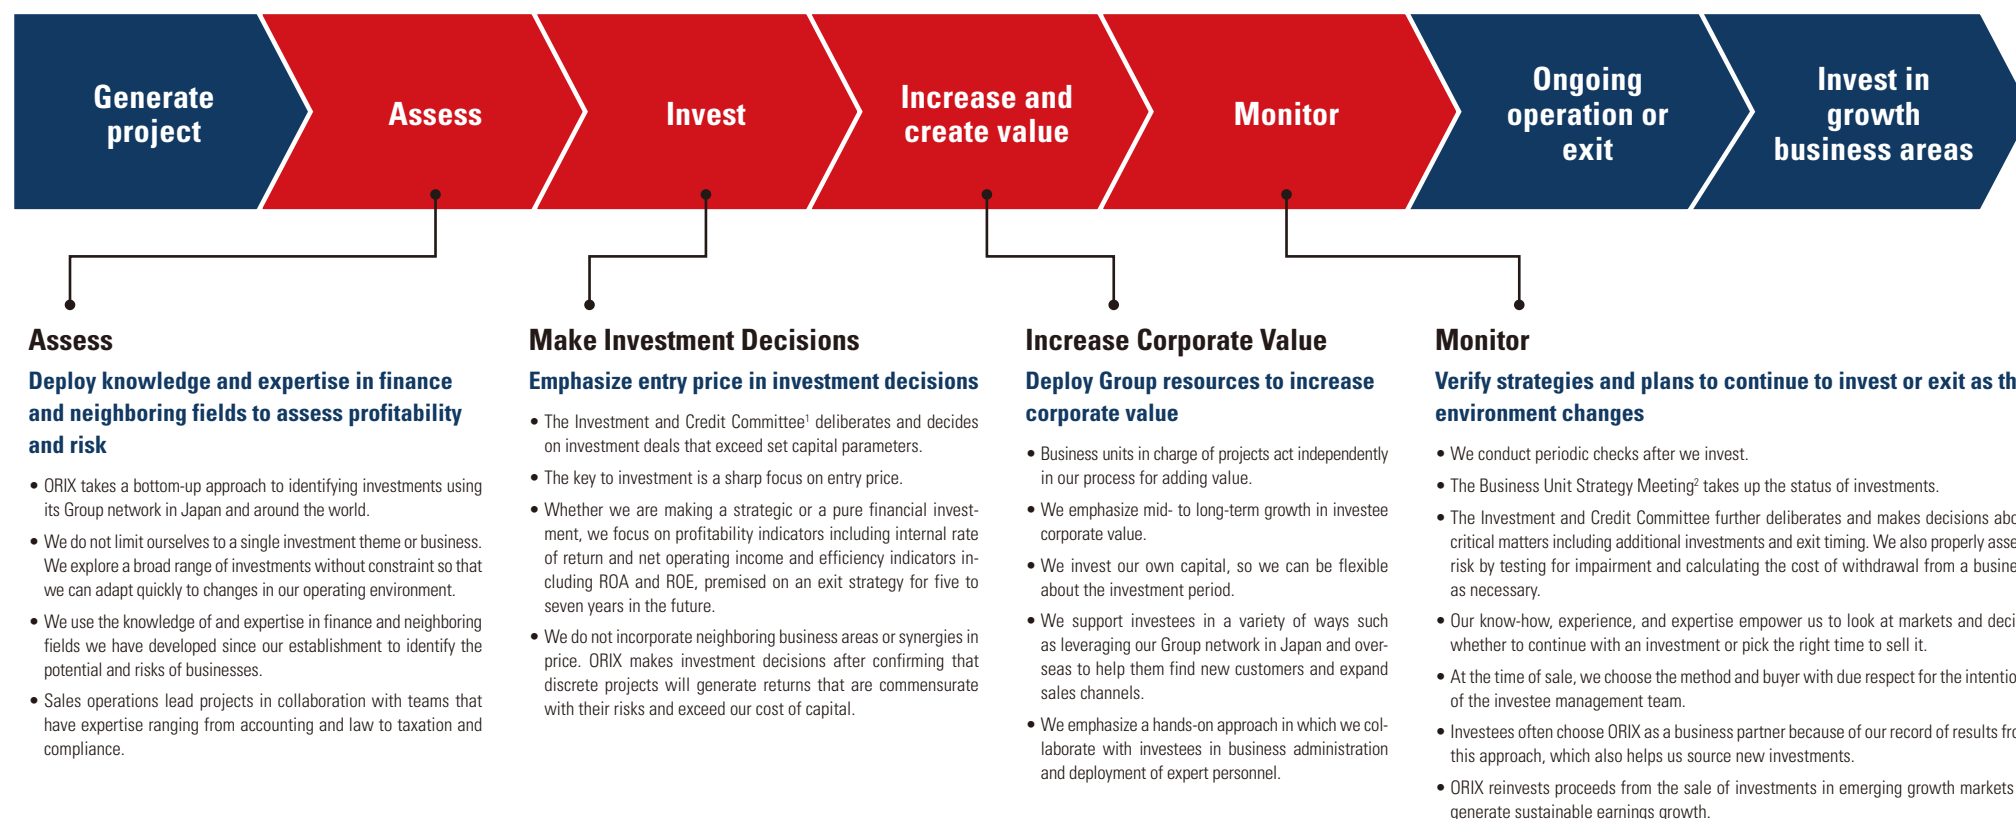 Generate
project
Assess
Invest
Increase and
create value
Monitor
Ongoing
operation or
exit
Invest in
growth
business areas
Assess
Deploy knowledge and expertise in finance
and neighboring fields to assess profitability
and risk
• ORIX takes a bottom-up approach to identifying investments using
its Group network in Japan and around the world.
• We do not limit ourselves to a single investment theme or business.
We explore a broad range of investments without constraint so that
we can adapt quickly to changes in our operating environment.
• We use the knowledge of and expertise in finance and neighboring
fields we have developed since our establishment to identify the
potential and risks of businesses.
• Sales operations lead projects in collaboration with teams that
have expertise ranging from accounting and law to taxation and
compliance.
Make Investment Decisions
Emphasize entry price in investment decisions
• The Investment and Credit Committee¹ deliberates and decides
on investment deals that exceed set capital parameters.
• The key to investment is a sharp focus on entry price.
• Whether we are making a strategic or a pure financial invest-
ment, we focus on profitability indicators including internal rate
of return and net operating income and efficiency indicators in-
cluding ROA and ROE, premised on an exit strategy for five to
seven years in the future.
• We do not incorporate neighboring business areas or synergies in
price. ORIX makes investment decisions after confirming that
discrete projects will generate returns that are commensurate
with their risks and exceed our cost of capital.
Increase Corporate Value
Deploy Group resources to increase
corporate value
• Business units in charge of projects act independently
in our process for adding value.
• We emphasize mid- to long-term growth in investee
corporate value.
• We invest our own capital, so we can be flexible
about the investment period.
• We support investees in a variety of ways such
as leveraging our Group network in Japan and over-
seas to help them find new customers and expand
sales channels.
• We emphasize a hands-on approach in which we col-
laborate with investees in business administration
and deployment of expert personnel.
Monitor
Verify strategies and plans to continue to invest or exit as
environment changes
• We conduct periodic checks after we invest.
• The Business Unit Strategy Meeting² takes up the status of investments.
• The Investment and Credit Committee further deliberates and makes decisions
critical matters including additional investments and exit timing. We also properly
risk by testing for impairment and calculating the cost of withdrawal from a
as necessary.
• Our know-how, experience, and expertise empower us to look at markets and
whether to continue with an investment or pick the right time to sell it.
• At the time of sale, we choose the method and buyer with due respect for the
of the investee management team.
• Investees often choose ORIX as a business partner because of our record of results
this approach, which also helps us source new investments.
• ORIX reinvests proceeds from the sale of investments in emerging growth markets
generate sustainable earnings growth.